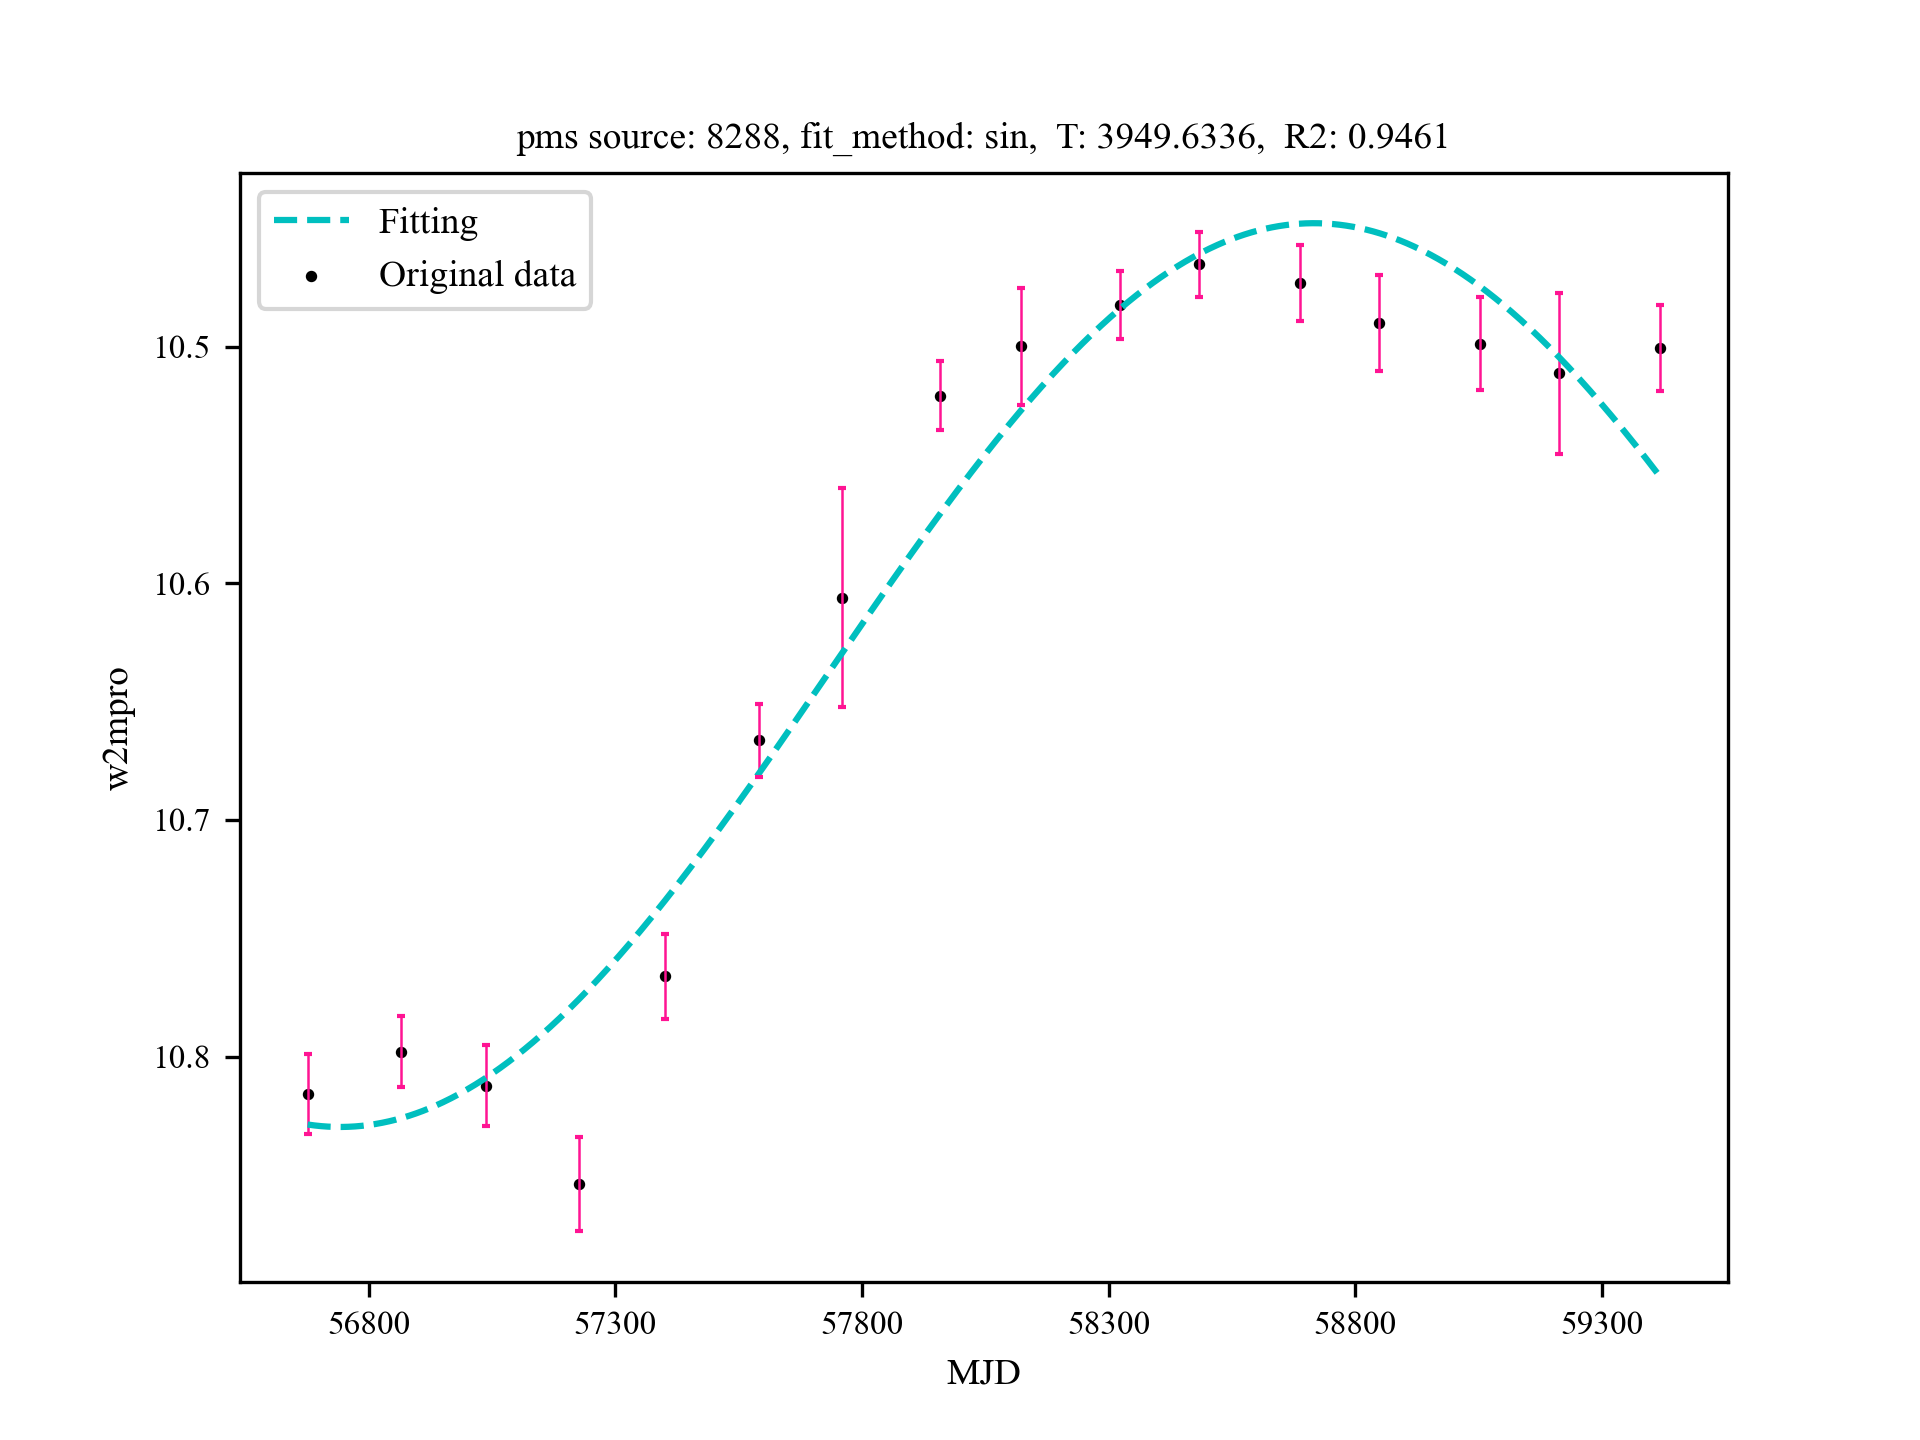 pms source: 8288, fit_method: sin,  T: 3949.6336,  R2: 0.9461
Fitting
Original data
10.5
10.6
10.7
10.8
w2mpro
56800
57300
57800
58300
58800
59300
MJD